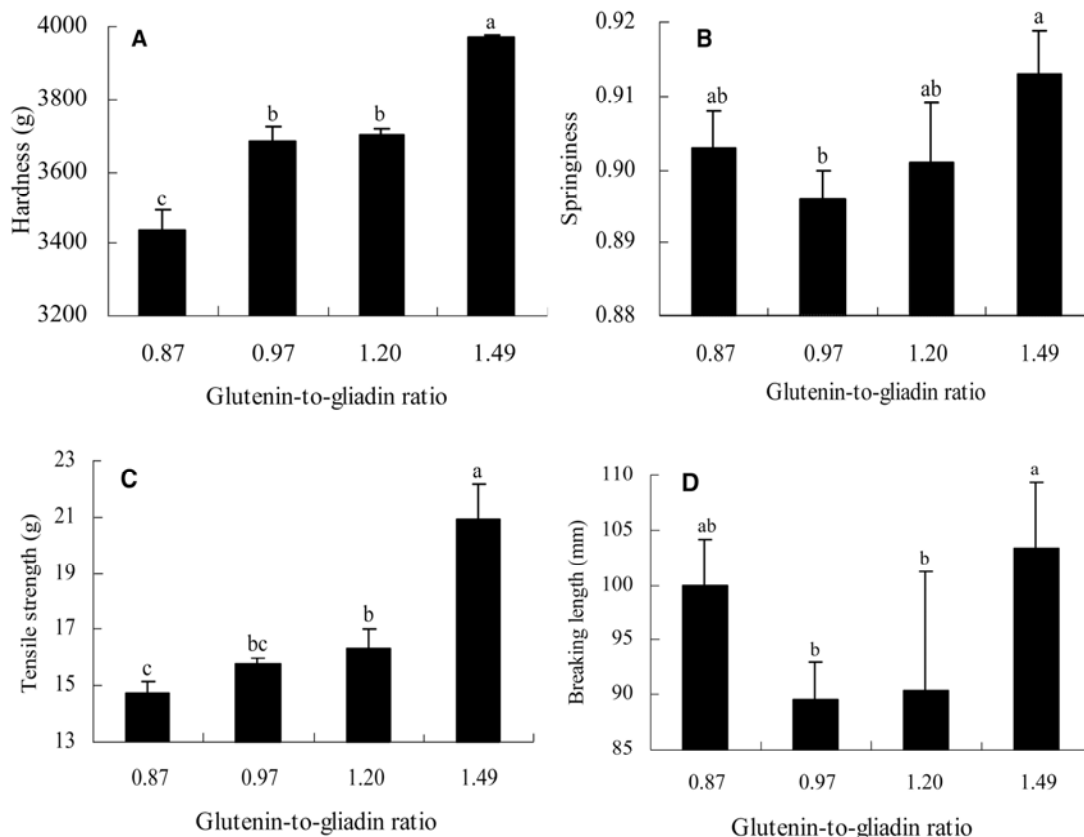 A
Hardness (g)
4000
3800
3600
3400
3200
c
b
b
a
0.87 0.97 1.20 1.49
Glutenin-to-gliadin ratio
B
Springiness
0.92
0.91
0.90
0.89
0.88
ab
b
ab
a
0.87 0.97 1.20 1.49
Glutenin-to-gliadin ratio
C
Tensile strength (g)
23
21
19
17
15
13
c
bc
b
a
0.87 0.97 1.20 1.49
Glutenin-to-gliadin ratio
D
Breaking length (mm)
110
105
100
95
90
85
ab
b
b
a
0.87 0.97 1.20 1.49
Glutenin-to-gliadin ratio